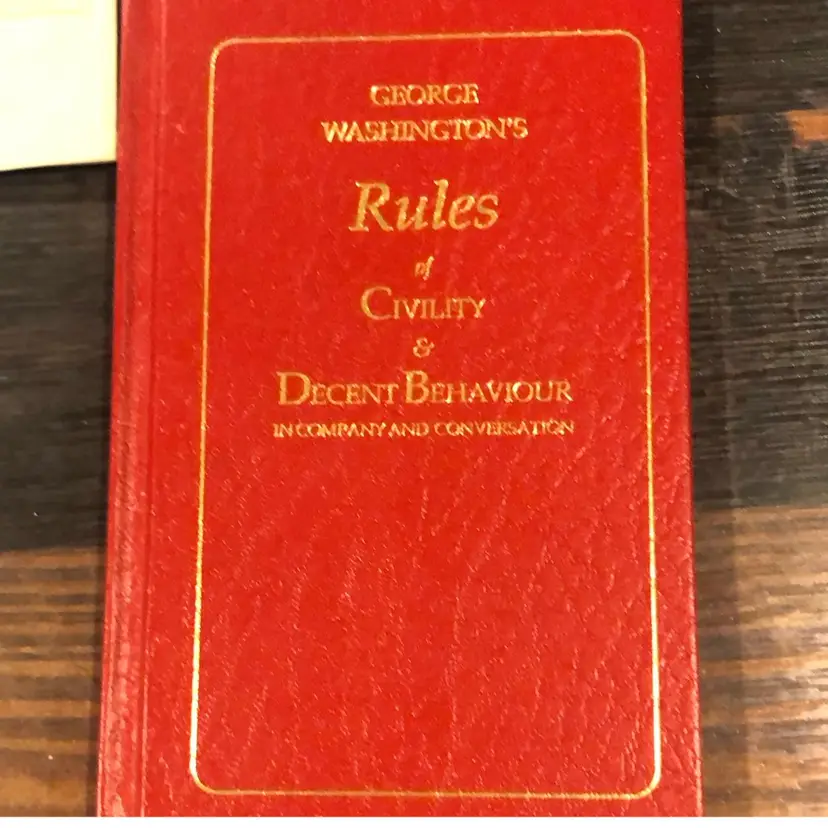 GEORGE
WASHINGTON'S
Rules
of
CIVILITY
&
DECENT BEHAVIOUR
IN COMPANY AND CONVERSATION